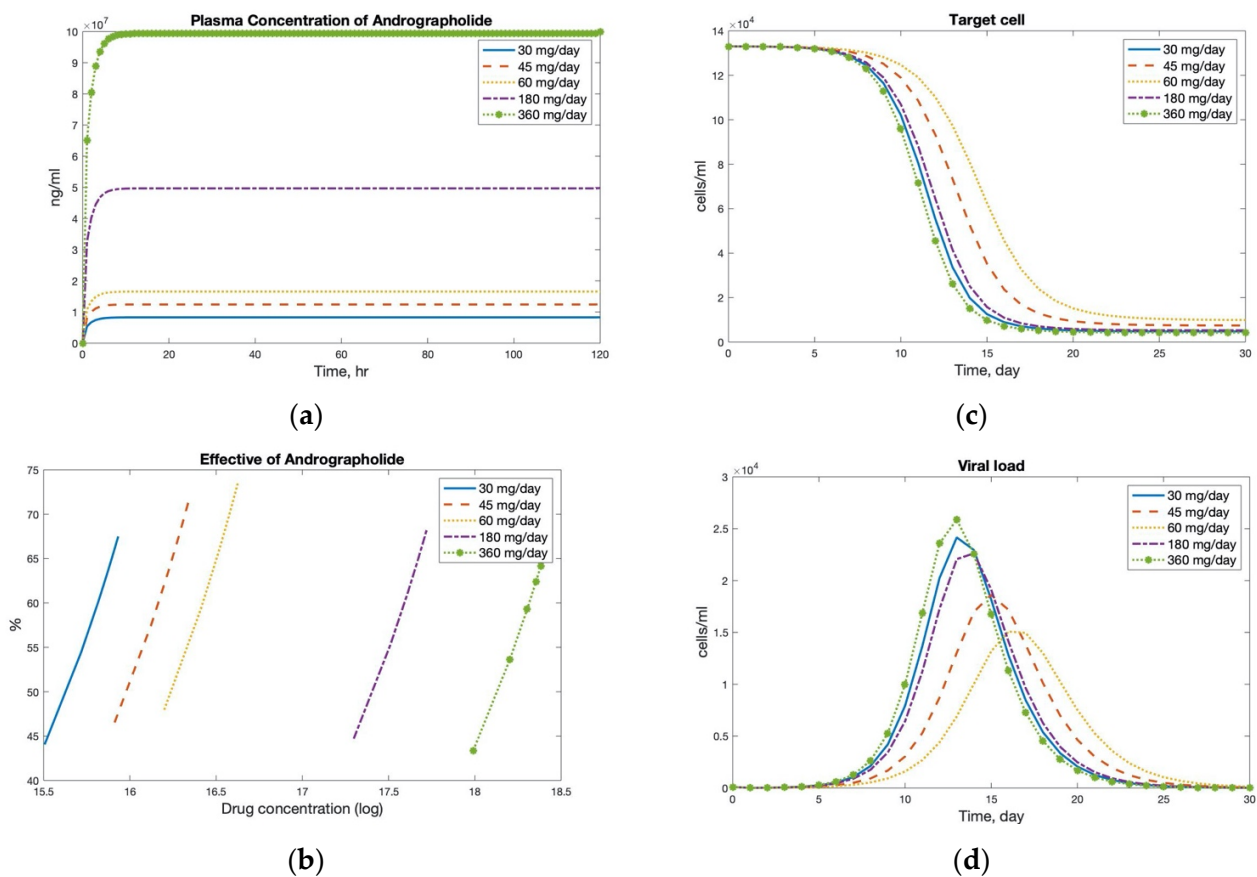 Plasma Concentration of Andrographolide
×10⁷
10
9
8
7
6
5
4
3
2
1
0
ng/ml
30 mg/day
45 mg/day
60 mg/day
180 mg/day
360 mg/day
0 20 40 60 80 100 120
Time, hr
(a)
Target cell
×10⁴
14
12
10
8
6
4
2
0
cells/ml
30 mg/day
45 mg/day
60 mg/day
180 mg/day
360 mg/day
0 5 10 15 20 25 30
Time, day
(c)
Effective of Andrographolide
75
70
65
60
55
50
45
40
%
30 mg/day
45 mg/day
60 mg/day
180 mg/day
360 mg/day
15.5 16 16.5 17 17.5 18 18.5
Drug concentration (log)
(b)
Viral load
×10⁴
3
2.5
2
1.5
1
0.5
0
cells/ml
30 mg/day
45 mg/day
60 mg/day
180 mg/day
360 mg/day
0 5 10 15 20 25 30
Time, day
(d)